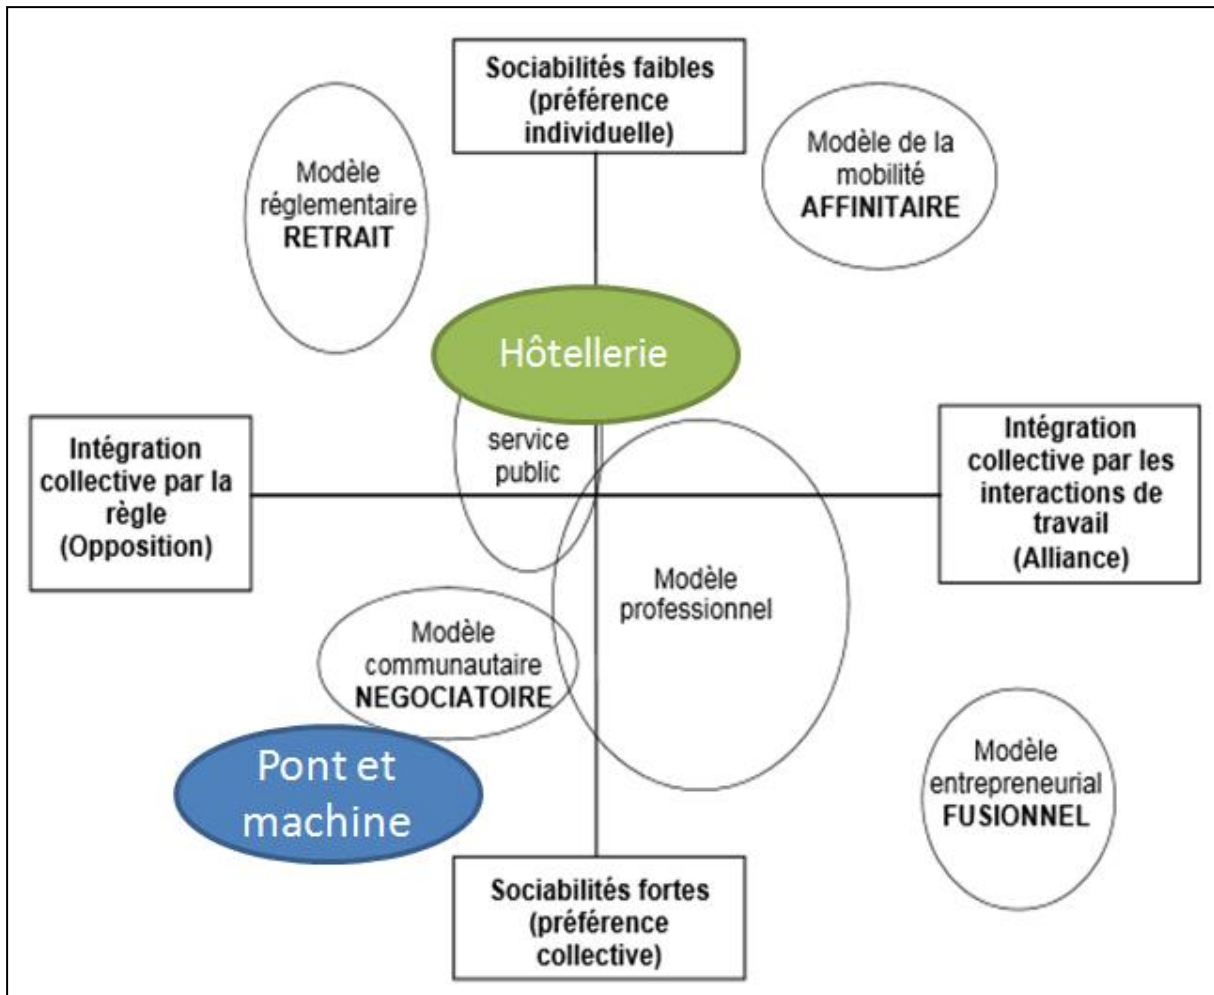 Sociabilités faibles
(préférence
individuelle)
Modèle
réglementaire
RETRAIT
Modèle de la
mobilité
AFFINITAIRE
Hôtellerie
service
public
Intégration
collective par la
règle
(Opposition)
Intégration
collective par les
interactions de
travail
(Alliance)
Modèle
professionnel
Modèle
communautaire
NEGOCIATOIRE
Pont et
machine
Modèle
entrepreneurial
FUSIONNEL
Sociabilités fortes
(préférence
collective)